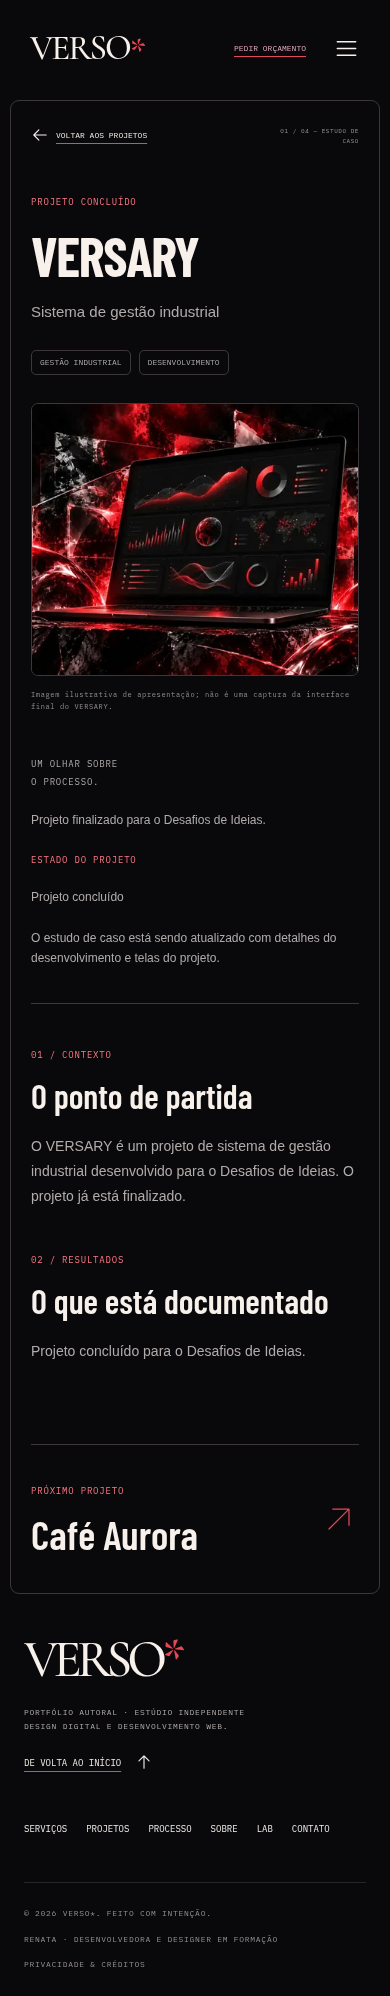 VERSO*
PEDIR ORÇAMENTO
VOLTAR AOS PROJETOS
01 / 04 — ESTUDO DE
CASO
PROJETO CONCLUÍDO
VERSARY
Sistema de gestão industrial
GESTÃO INDUSTRIAL
DESENVOLVIMENTO
Imagem ilustrativa de apresentação; não é uma captura da interface
final do VERSARY.
UM OLHAR SOBRE
O PROCESSO.
Projeto finalizado para o Desafios de Ideias.
ESTADO DO PROJETO
Projeto concluído
O estudo de caso está sendo atualizado com detalhes do
desenvolvimento e telas do projeto.
01 / CONTEXTO
O ponto de partida
O VERSARY é um projeto de sistema de gestão
industrial desenvolvido para o Desafios de Ideias. O
projeto já está finalizado.
02 / RESULTADOS
O que está documentado
Projeto concluído para o Desafios de Ideias.
PRÓXIMO PROJETO
Café Aurora
VERSO*
PORTFÓLIO AUTORAL · ESTÚDIO INDEPENDENTE
DESIGN DIGITAL E DESENVOLVIMENTO WEB.
DE VOLTA AO INÍCIO
SERVIÇOS PROJETOS PROCESSO SOBRE LAB CONTATO
© 2026 VERSO*. FEITO COM INTENÇÃO.
RENATA · DESENVOLVEDORA E DESIGNER EM FORMAÇÃO
PRIVACIDADE & CRÉDITOS